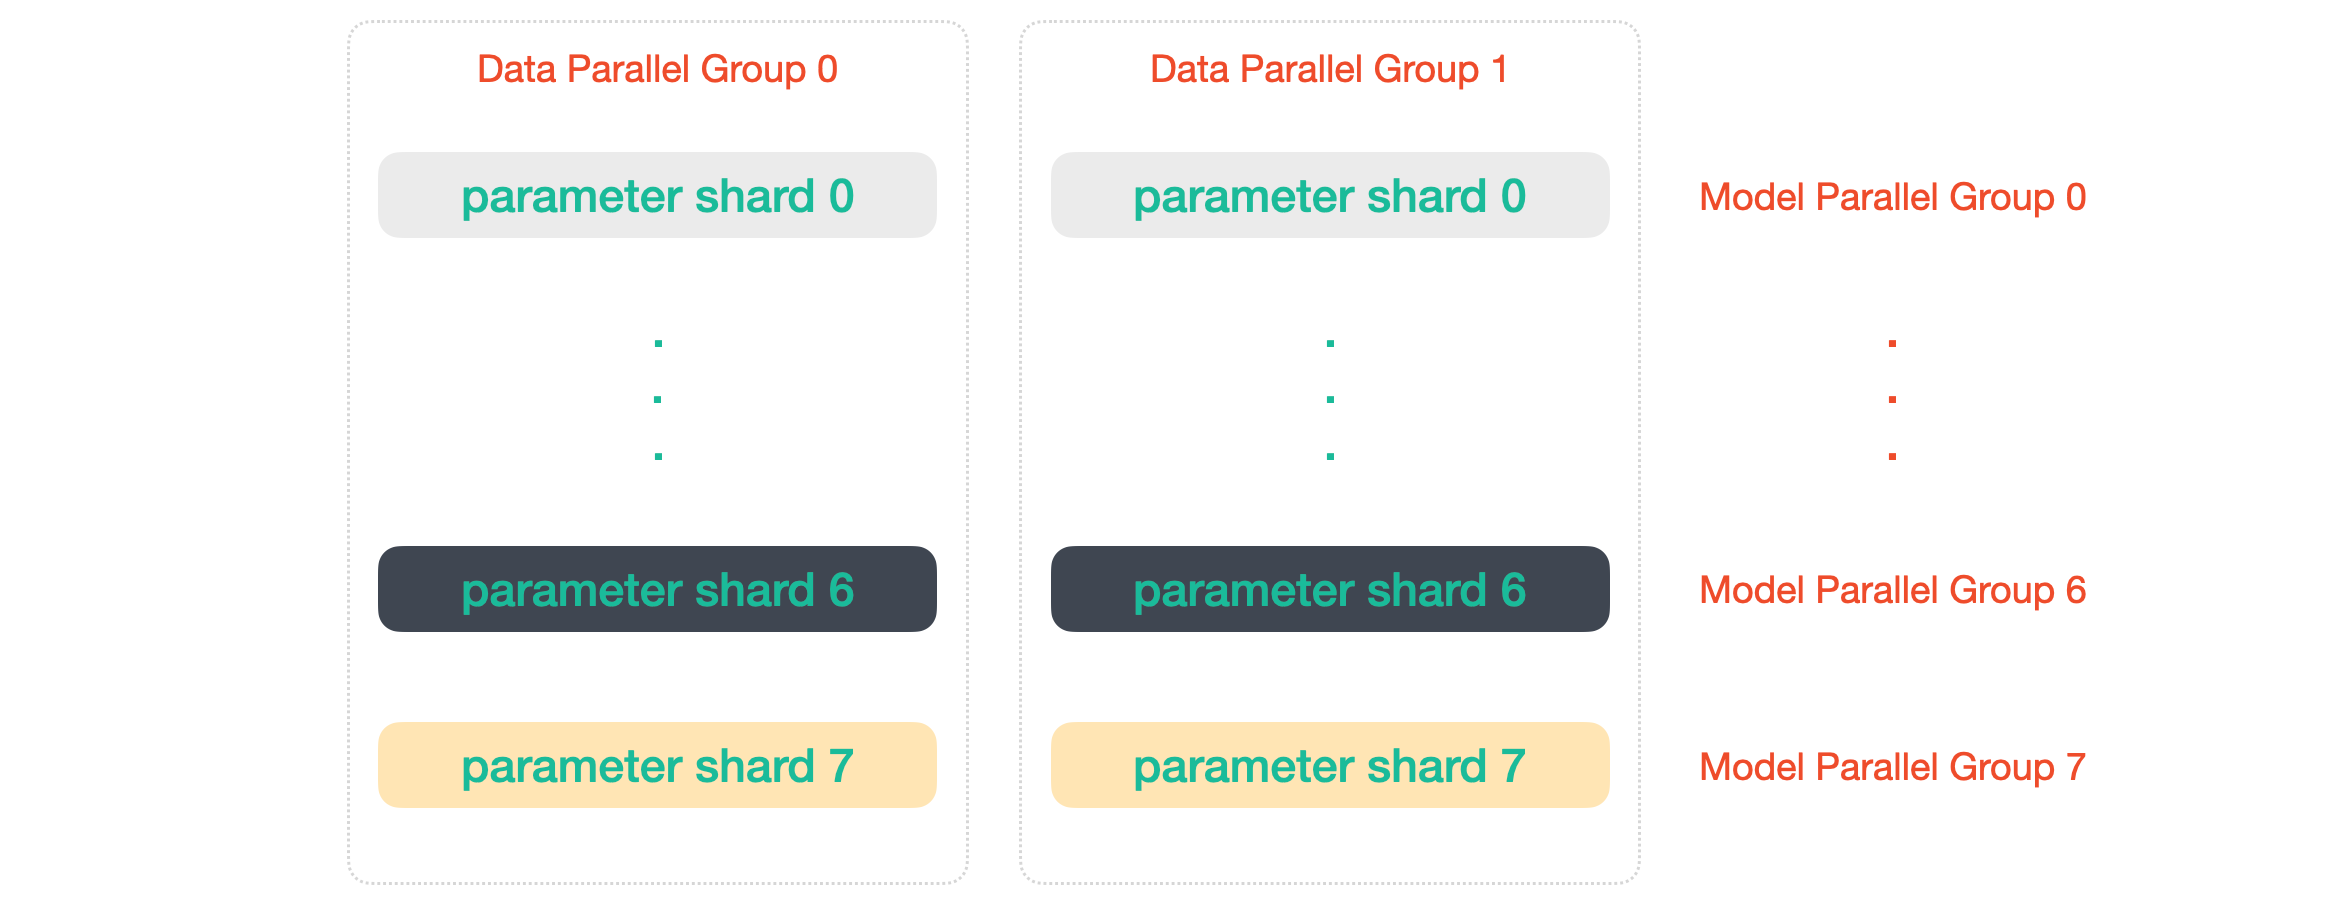 Data Parallel Group 0
Data Parallel Group 1
parameter shard 0
parameter shard 0
Model Parallel Group 0
parameter shard 6
parameter shard 6
Model Parallel Group 6
parameter shard 7
parameter shard 7
Model Parallel Group 7